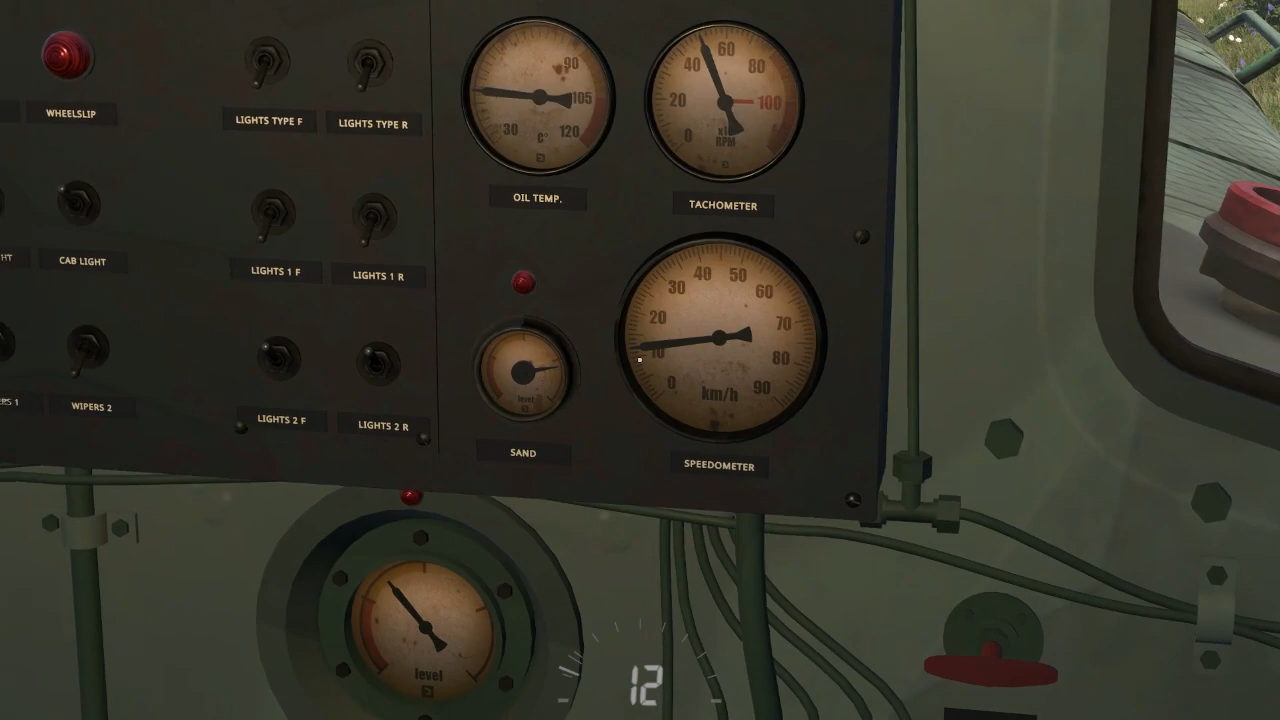 WHEELSLIP
LIGHTS TYPE F
LIGHTS TYPE R
CAB LIGHT
LIGHTS 1 F
LIGHTS 1 R
WIPERS 2
LIGHTS 2 F
LIGHTS 2 R
30
90
105
120
C°
OIL TEMP.
0
20
40
60
80
100
RPM
TACHOMETER
level
SAND
0
10
20
30
40
50
60
70
80
90
km/h
SPEEDOMETER
level
12